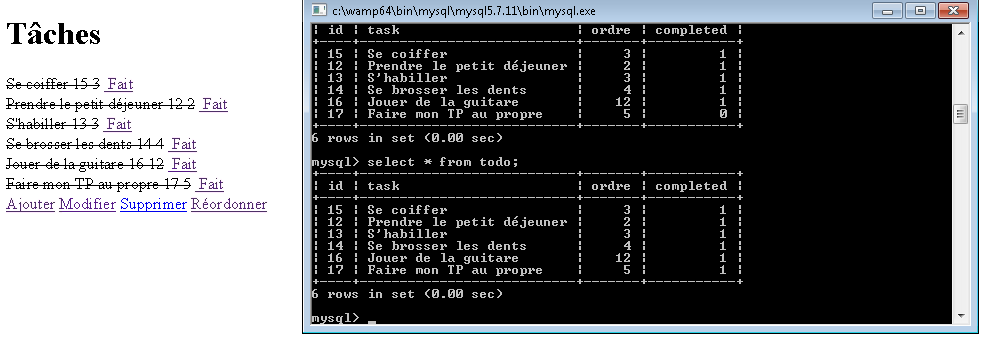 Tâches
Se coiffer 15 3 Fait
Prendre le petit déjeuner 12 2 Fait
S'habiller 13 3 Fait
Se brosser les dents 14 4 Fait
Jouer de la guitare 16 12 Fait
Faire mon TP au propre 17 5 Fait
Ajouter Modifier Supprimer Réordonner
c:\wamp64\bin\mysql\mysql5.7.11\bin\mysql.exe
| id | task | ordre | completed |
+----+---------------------------+-------+-----------+
| 15 | Se coiffer | 3 | 1 |
| 12 | Prendre le petit déjeuner | 2 | 1 |
| 13 | S'habiller | 3 | 1 |
| 14 | Se brosser les dents | 4 | 1 |
| 16 | Jouer de la guitare | 12 | 1 |
| 17 | Faire mon TP au propre | 5 | 0 |
+----+---------------------------+-------+-----------+
6 rows in set (0.00 sec)
mysql> select * from todo;
+----+---------------------------+-------+-----------+
| id | task | ordre | completed |
+----+---------------------------+-------+-----------+
| 15 | Se coiffer | 3 | 1 |
| 12 | Prendre le petit déjeuner | 2 | 1 |
| 13 | S'habiller | 3 | 1 |
| 14 | Se brosser les dents | 4 | 1 |
| 16 | Jouer de la guitare | 12 | 1 |
| 17 | Faire mon TP au propre | 5 | 1 |
+----+---------------------------+-------+-----------+
6 rows in set (0.00 sec)
mysql> _